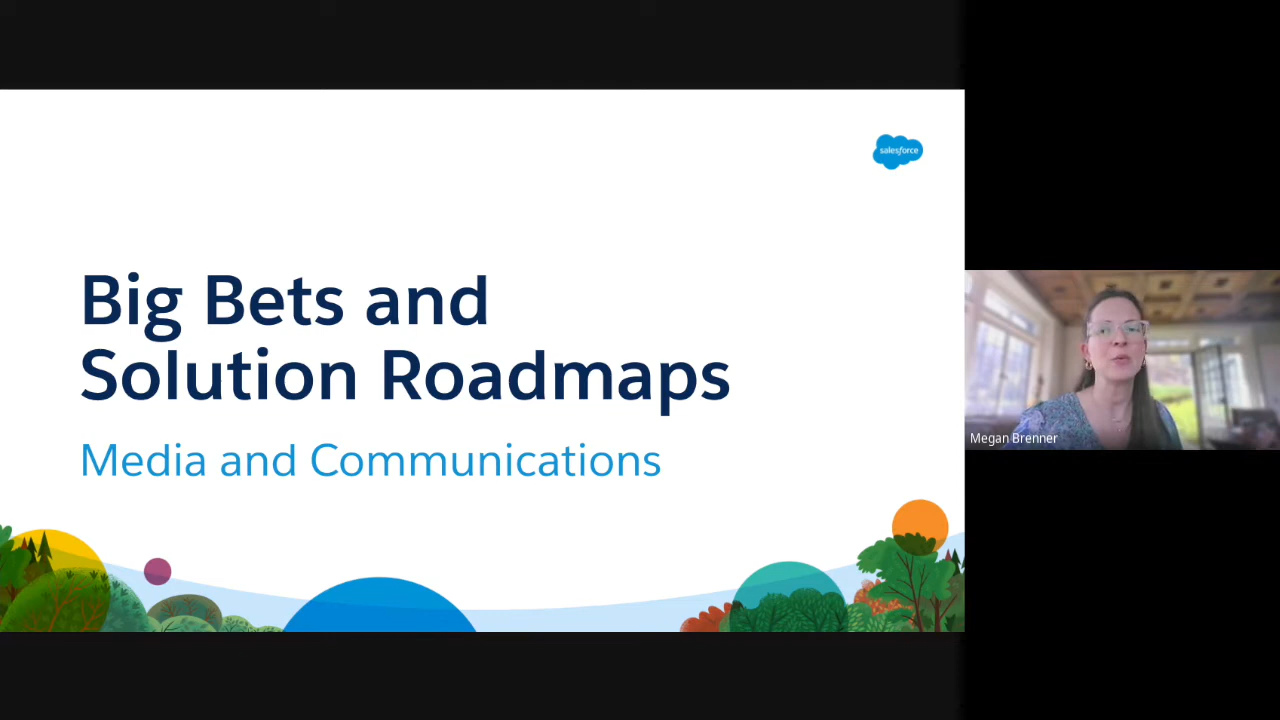 salesforce
Big Bets and
Solution Roadmaps
Media and Communications
Megan Brenner